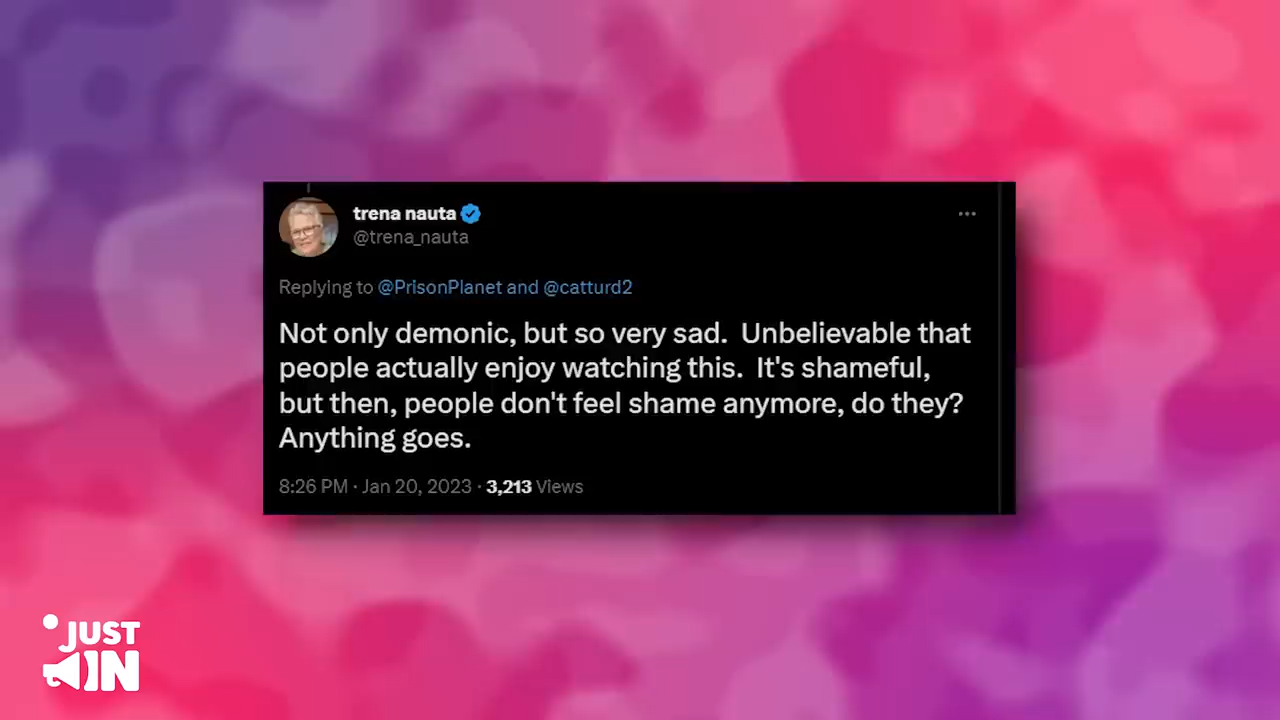 trena nauta
@trena_nauta
Replying to @PrisonPlanet and @catturd2
Not only demonic, but so very sad.  Unbelievable that
people actually enjoy watching this.  It's shameful,
but then, people don't feel shame anymore, do they?
Anything goes.
8:26 PM · Jan 20, 2023 · 3,213 Views
JUST
IN